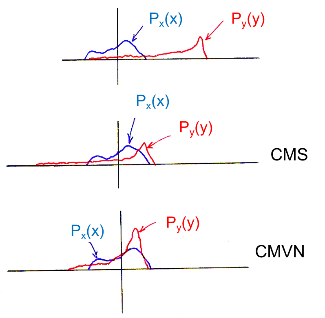 Px(x) Py(y)
Px(x)
Py(y)
CMS
Py(y)
Px(x)
CMVN